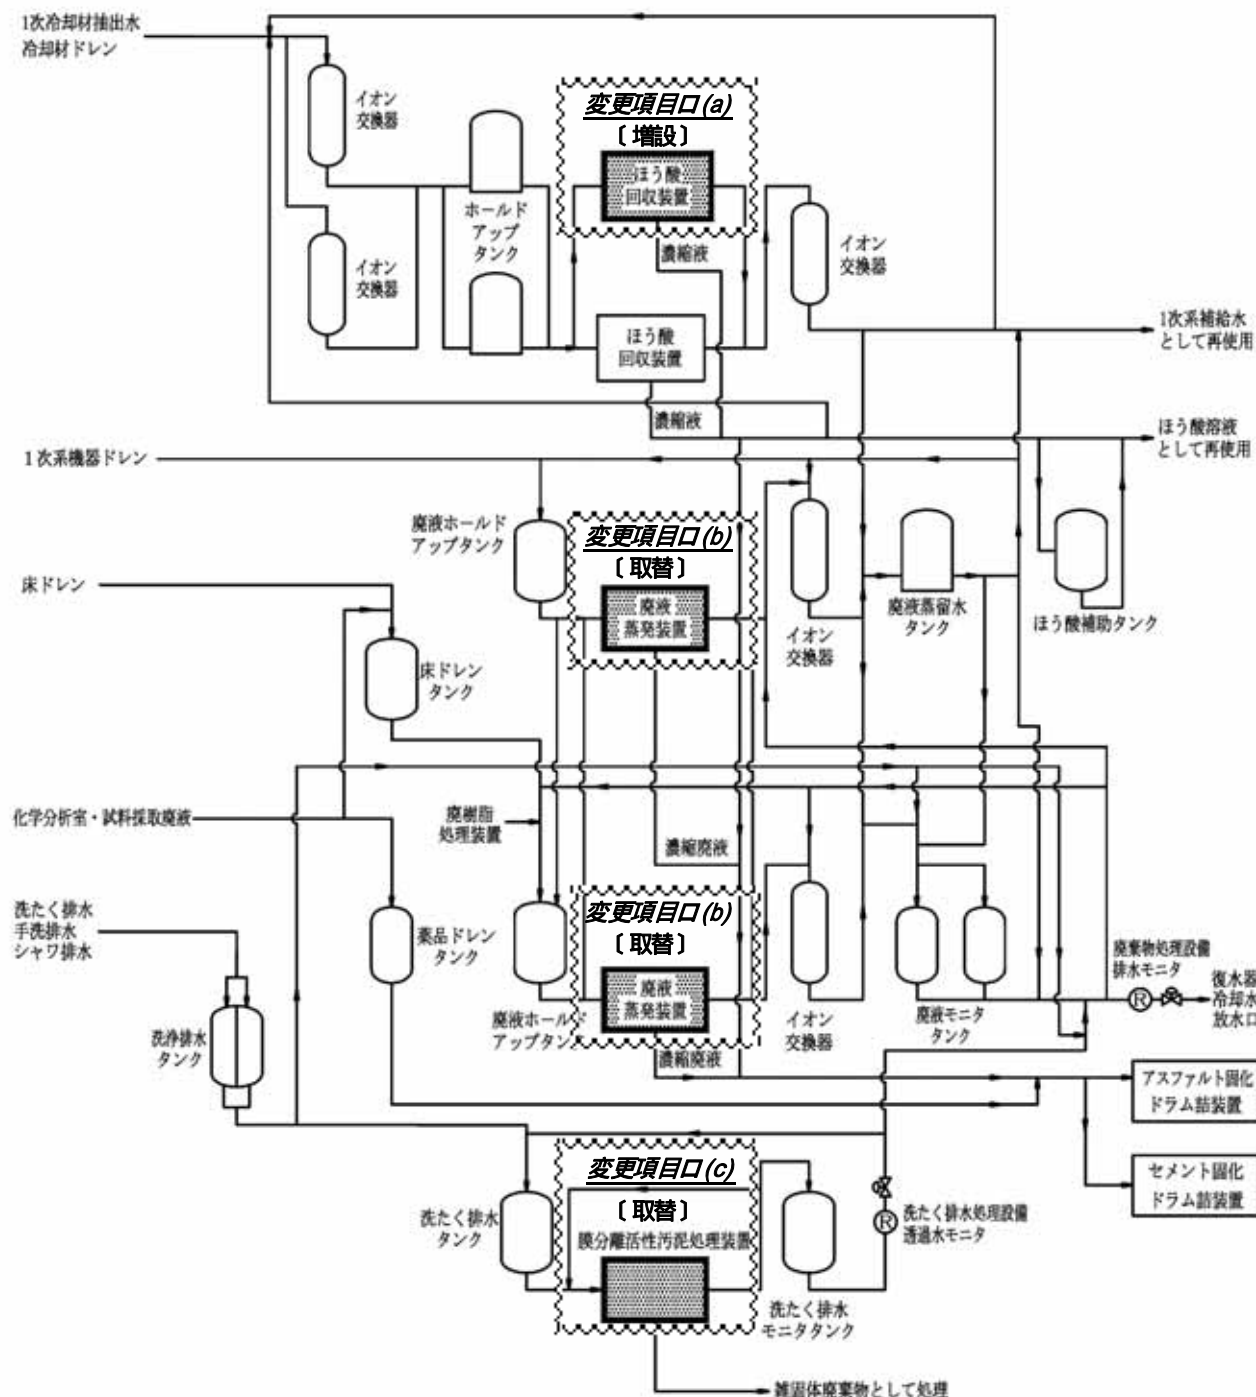 1次冷却材抽出水
冷却材ドレン
イオン
交換器
変更項目ロ(a)
〔増設〕
ほう酸
回収装置
ホールド
アップ
タンク
濃縮液
イオン
交換器
イオン
交換器
ほう酸
回収装置
1次系補給水
として再使用
濃縮液
ほう酸溶液
として再使用
1次系機器ドレン
廃液ホールド
アップタンク
変更項目ロ(b)
〔取替〕
廃液
蒸発装置
イオン
交換器
廃液蒸留水
タンク
ほう酸補助タンク
床ドレン
床ドレン
タンク
化学分析室・試料採取廃液
廃樹脂
処理装置
濃縮廃液
洗たく排水
手洗排水
シャワ排水
薬品ドレン
タンク
変更項目ロ(b)
〔取替〕
廃液
蒸発装置
廃液ホールド
アップタンク
イオン
交換器
廃液モニタ
タンク
廃棄物処理設備
排水モニタ
R
復水器
冷却水
放水口
洗浄排水
タンク
濃縮廃液
アスファルト固化
ドラム詰装置
セメント固化
ドラム詰装置
変更項目ロ(c)
〔取替〕
膜分離活性汚泥処理装置
洗たく排水
タンク
洗たく排水
モニタタンク
R
洗たく排水処理設備
透過水モニタ
雑固体廃棄物として処理